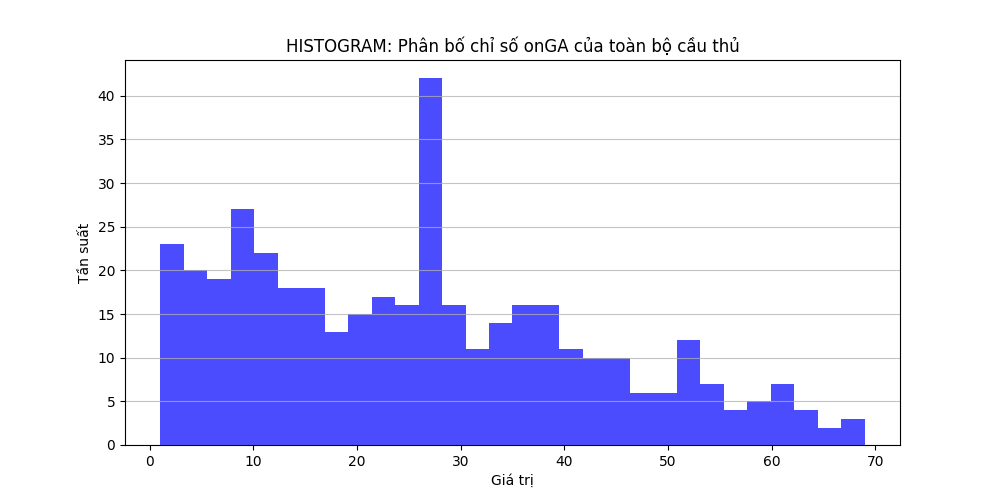 HISTOGRAM: Phân bố chỉ số onGA của toàn bộ cầu thủ
Tần suất
40
35
30
25
20
15
10
5
0
0 10 20 30 40 50 60 70
Giá trị